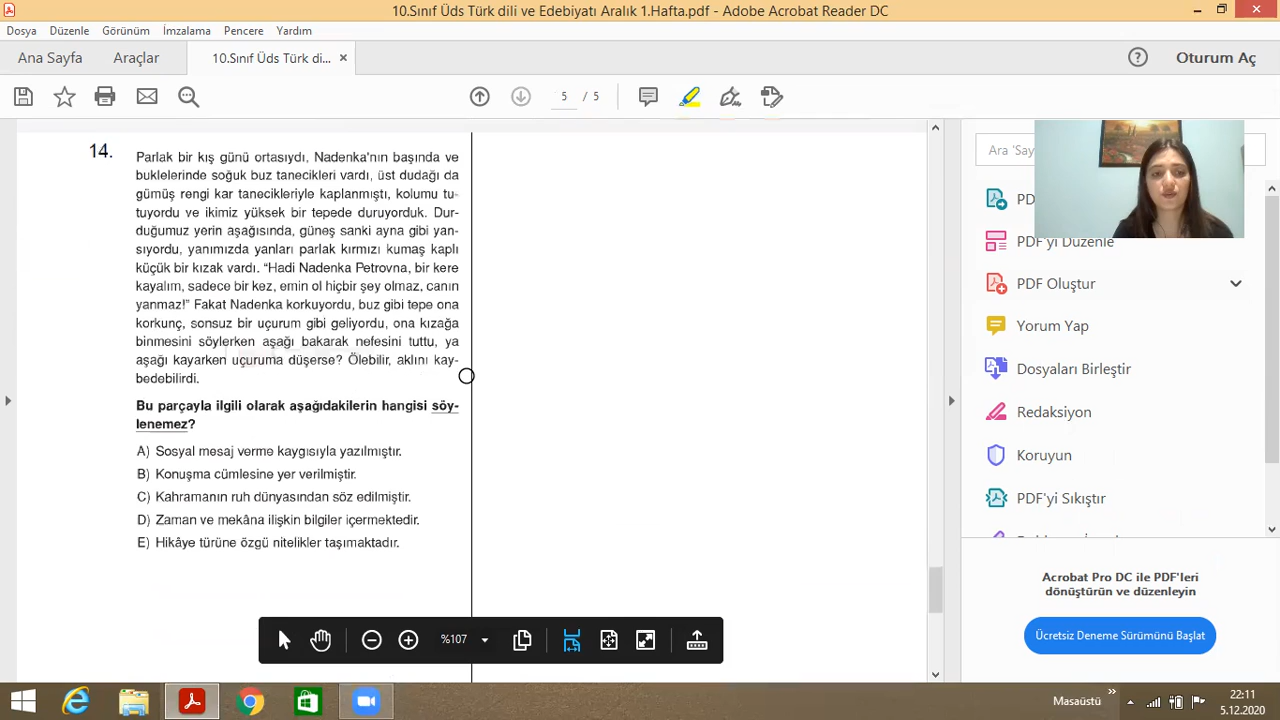 10.Sınıf Üds Türk dili ve Edebiyatı Aralık 1.Hafta.pdf - Adobe Acrobat Reader DC
Dosya Düzenle Görünüm İmzalama Pencere Yardım
Ana Sayfa Araçlar 10.Sınıf Üds Türk di... × Oturum Aç
5 / 5
14.
Parlak bir kış günü ortasıydı, Nadenka'nın başında ve
buklelerinde soğuk buz tanecikleri vardı, üst dudağı da
gümüş rengi kar tanecikleriyle kaplanmıştı, kolumu tu-
tuyordu ve ikimiz yüksek bir tepede duruyorduk. Dur-
duğumuz yerin aşağısında, güneş sanki ayna gibi yan-
sıyordu, yanımızda yanları parlak kırmızı kumaş kaplı
küçük bir kızak vardı. “Hadi Nadenka Petrovna, bir kere
kayalım, sadece bir kez, emin ol hiçbir şey olmaz, canın
yanmaz!” Fakat Nadenka korkuyordu, buz gibi tepe ona
korkunç, sonsuz bir uçurum gibi geliyordu, ona kızağa
binmesini söylerken aşağı bakarak nefesini tuttu, ya
aşağı kayarken uçuruma düşerse? Ölebilir, aklını kay-
bedebilirdi.
Bu parçayla ilgili olarak aşağıdakilerin hangisi söy-
lenemez?
A) Sosyal mesaj verme kaygısıyla yazılmıştır.
B) Konuşma cümlesine yer verilmiştir.
C) Kahramanın ruh dünyasından söz edilmiştir.
D) Zaman ve mekâna ilişkin bilgiler içermektedir.
E) Hikâye türüne özgü nitelikler taşımaktadır.
%107
Ara 'Say
PD
PDF'yi Düzenle
PDF Oluştur
Yorum Yap
Dosyaları Birleştir
Redaksiyon
Koruyun
PDF'yi Sıkıştır
Acrobat Pro DC ile PDF'leri
dönüştürün ve düzenleyin
Ücretsiz Deneme Sürümünü Başlat
Masaüstü
22:11
5.12.2020